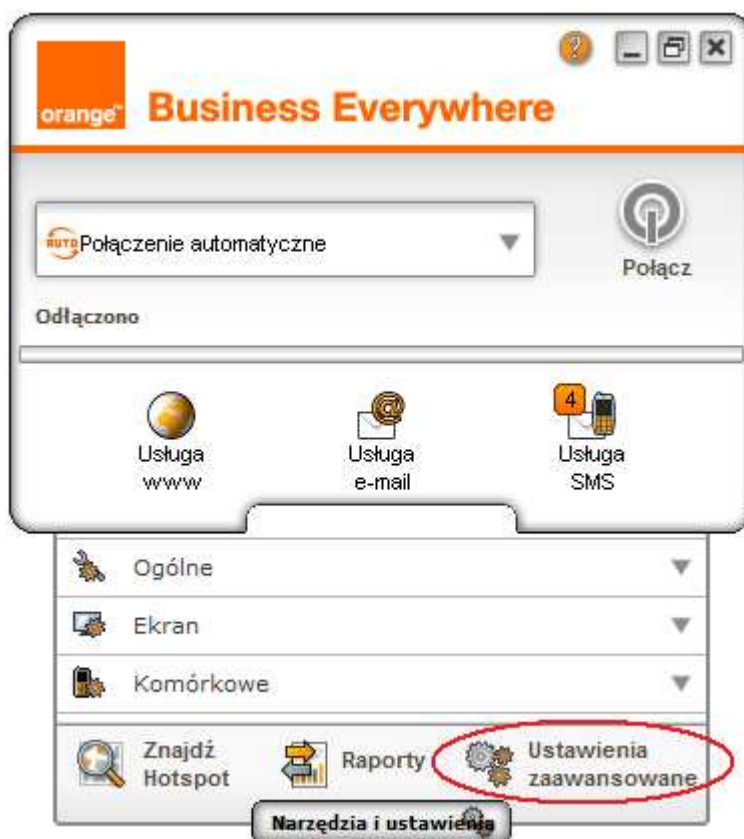 orange™
Business Everywhere
AUTO Połączenie automatyczne
Połącz
Odłączono
Usługa
www
@
Usługa
e-mail
4
Usługa
SMS
Ogólne
Ekran
Komórkowe
Znajdź
Hotspot
Raporty
Ustawienia
zaawansowane
Narzędzia i ustawienia